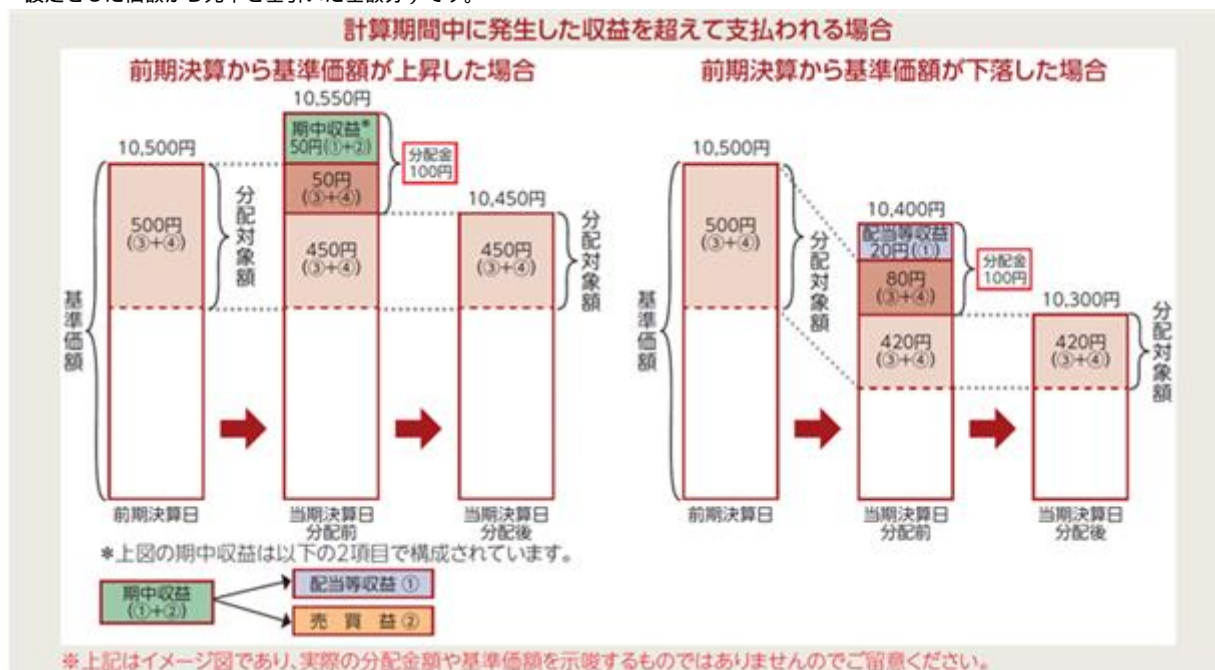 計算期間中に発生した収益を超えて支払われる場合
前期決算から基準価額が上昇した場合
10,550円
期中収益*
50円(①+②)
10,500円
分配金
100円
50円
(③+④)
10,450円
500円
(③+④)
分配対象額
450円
(③+④)
450円
(③+④)
分配対象額
基準価額
前期決算日
当期決算日
分配前
当期決算日
分配後
*上図の期中収益は以下の2項目で構成されています。
期中収益
(①+②)
配当等収益 ①
売 買 益 ②
前期決算から基準価額が下落した場合
10,500円
10,400円
配当等収益
20円(①)
500円
(③+④)
分配対象額
分配金
100円
80円
(③+④)
10,300円
420円
(③+④)
420円
(③+④)
分配対象額
基準価額
前期決算日
当期決算日
分配前
当期決算日
分配後
※上記はイメージ図であり、実際の分配金額や基準価額を示唆するものではありませんのでご留意ください。